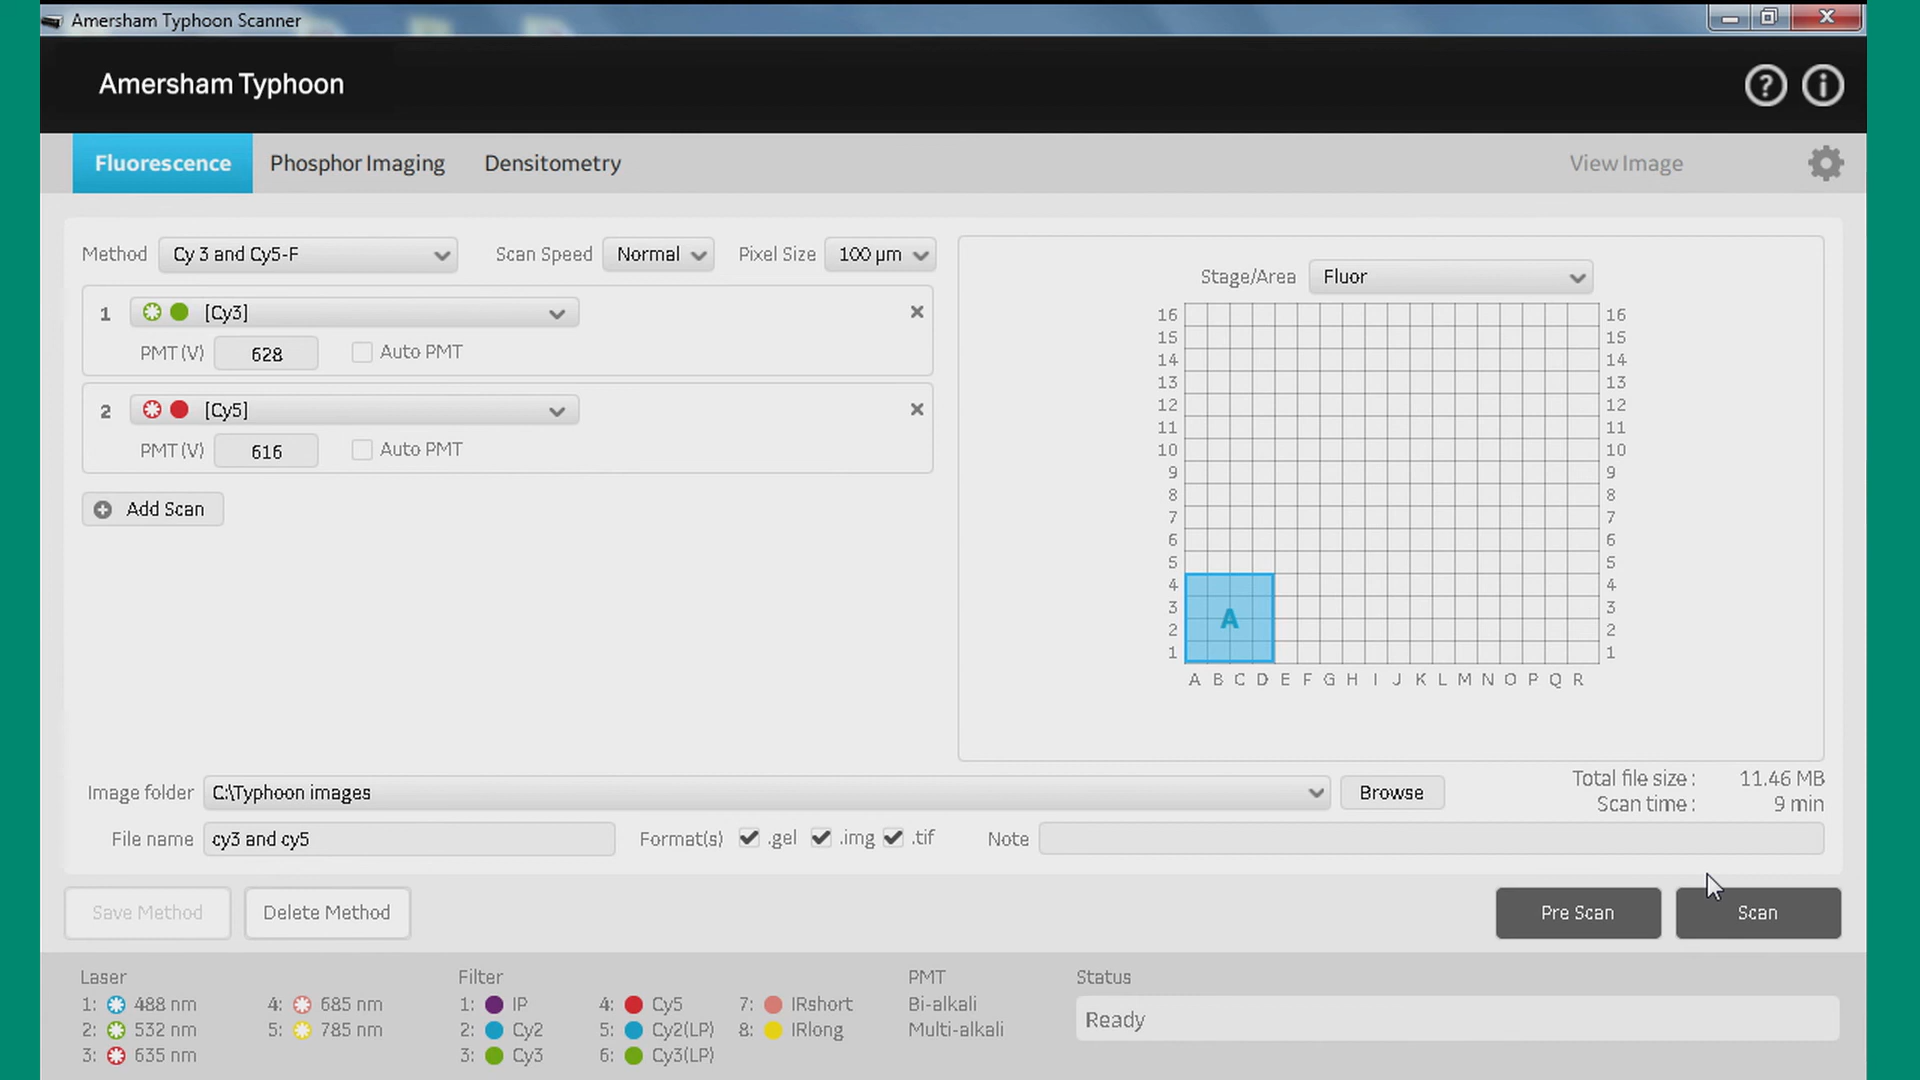 Amersham Typhoon Scanner
Amersham Typhoon
Fluorescence Phosphor Imaging Densitometry View Image
Method Cy 3 and Cy5-F Scan Speed Normal Pixel Size 100 µm
1 [Cy3]
PMT (V) 628 Auto PMT
2 [Cy5]
PMT (V) 616 Auto PMT
Add Scan
Stage/Area Fluor
16 16
15 15
14 14
13 13
12 12
11 11
10 10
9 9
8 8
7 7
6 6
5 5
4 4
3 3
A
2 2
1 1
A B C D E F G H I J K L M N O P Q R
Image folder C:\Typhoon images Browse
Total file size : 11.46 MB
Scan time : 9 min
File name cy3 and cy5 Format(s) .gel .img .tif Note
Save Method Delete Method Pre Scan Scan
Laser Filter PMT Status
1: 488 nm 4: 685 nm 1: IP 4: Cy5 7: IRshort Bi-alkali
2: 532 nm 5: 785 nm 2: Cy2 5: Cy2(LP) 8: IRlong Multi-alkali
3: 635 nm 3: Cy3 6: Cy3(LP)
Ready